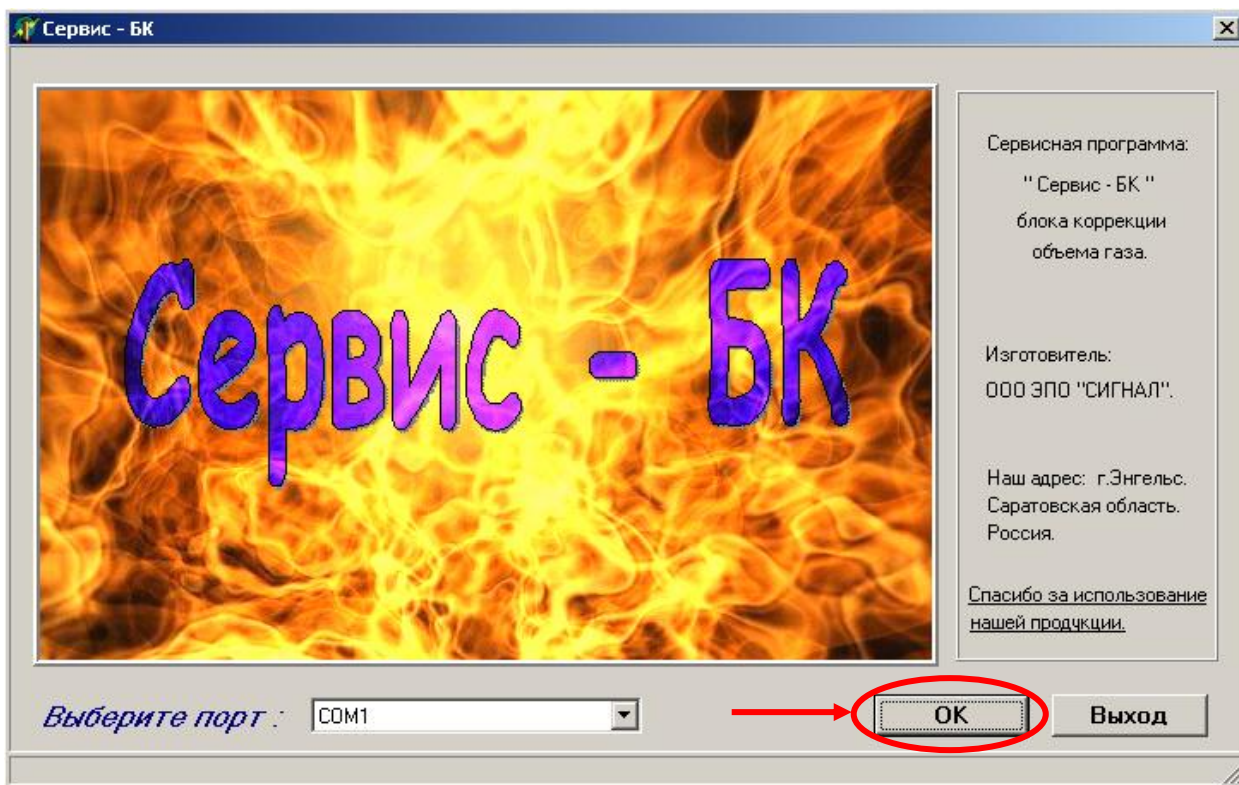 Сервис - БК
Сервис - БК
Сервисная программа:
" Сервис - БК "
блока коррекции
объема газа.
Изготовитель:
ООО ЭПО "СИГНАЛ".
Наш адрес: г.Энгельс.
Саратовская область.
Россия.
Спасибо за использование
нашей продукции.
Выберите порт :
COM1
OK
Выход